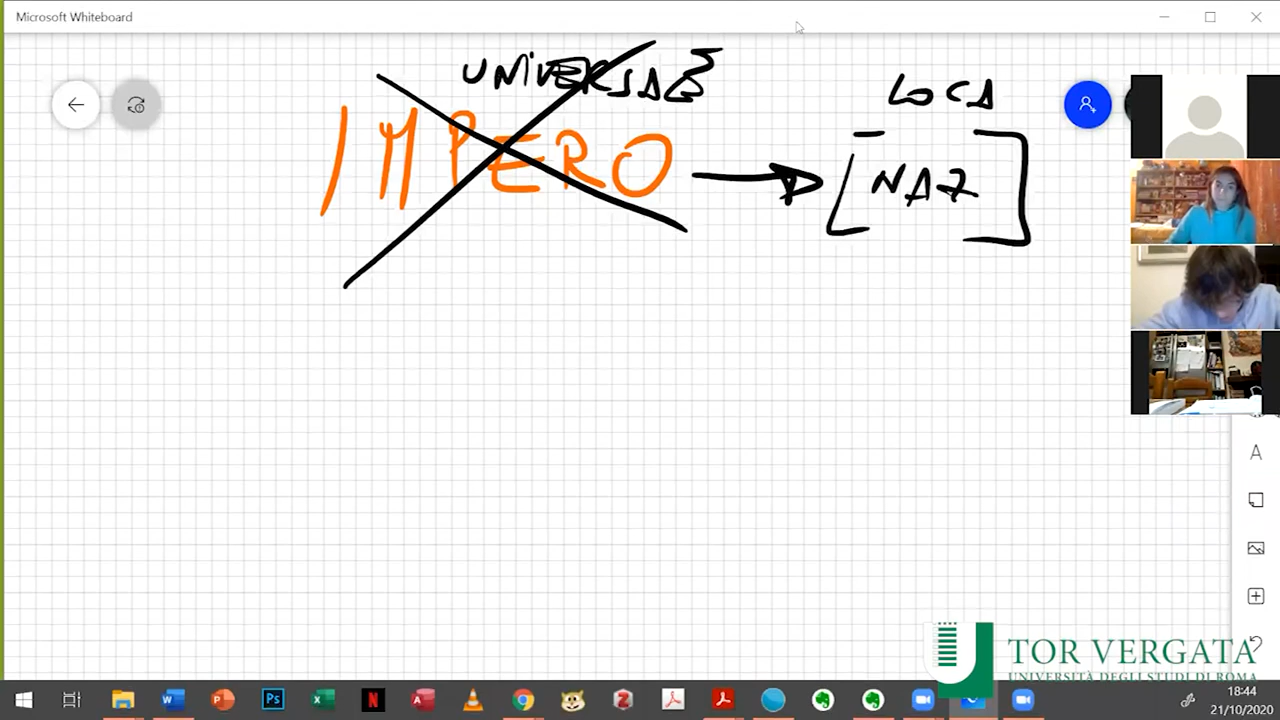 Microsoft Whiteboard
UNIVERSALE
IMPERO
LOCA
NAZ
A
TOR VERGATA
UNIVERSITÀ DEGLI STUDI DI ROMA
18:44
21/10/2020